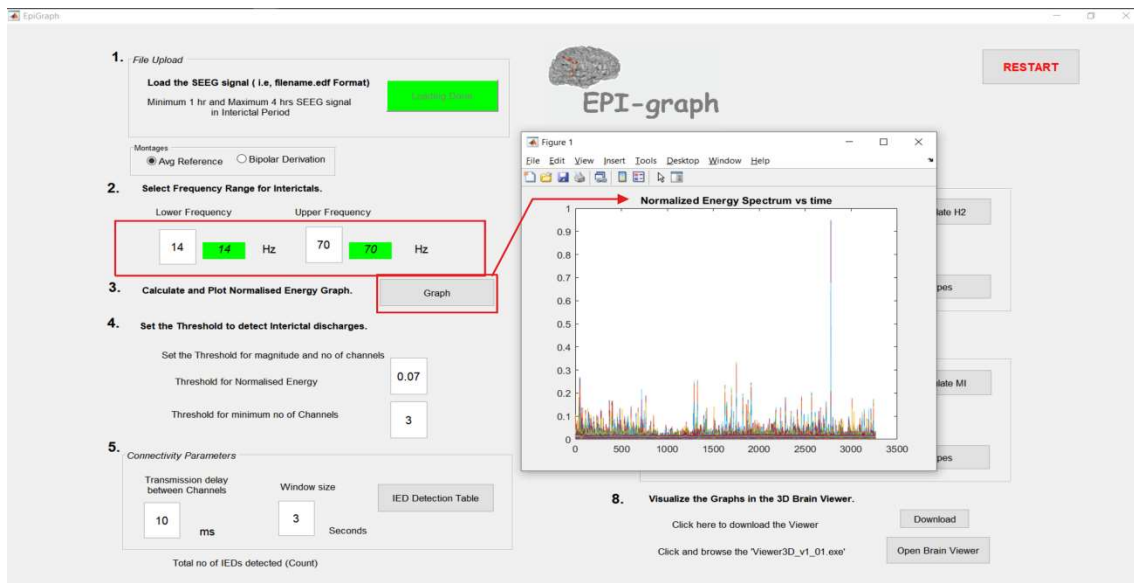 EpiGraph
1.
File Upload
Load the SEEG signal ( i.e, filename.edf Format)
Minimum 1 hr and Maximum 4 hrs SEEG signal
in Interictal Period
Loading Done
Montages
Avg Reference
Bipolar Derivation
2.
Select Frequency Range for Interictals.
Lower Frequency
Upper Frequency
14
14
Hz
70
70
Hz
3.
Calculate and Plot Normalised Energy Graph.
Graph
4.
Set the Threshold to detect Interictal discharges.
Set the Threshold for magnitude and no of channels
Threshold for Normalised Energy
0.07
Threshold for minimum no of Channels
3
5.
Connectivity Parameters
Transmission delay
between Channels
Window size
10
ms
3
Seconds
IED Detection Table
Total no of IEDs detected (Count)
EPI-graph
RESTART
Figure 1
File Edit View Insert Tools Desktop Window Help
Normalized Energy Spectrum vs time
1
0.9
0.8
0.7
0.6
0.5
0.4
0.3
0.2
0.1
0
0 500 1000 1500 2000 2500 3000 3500
late H2
pes
late MI
pes
8.
Visualize the Graphs in the 3D Brain Viewer.
Click here to download the Viewer
Download
Click and browse the 'Viewer3D_v1_01.exe'
Open Brain Viewer